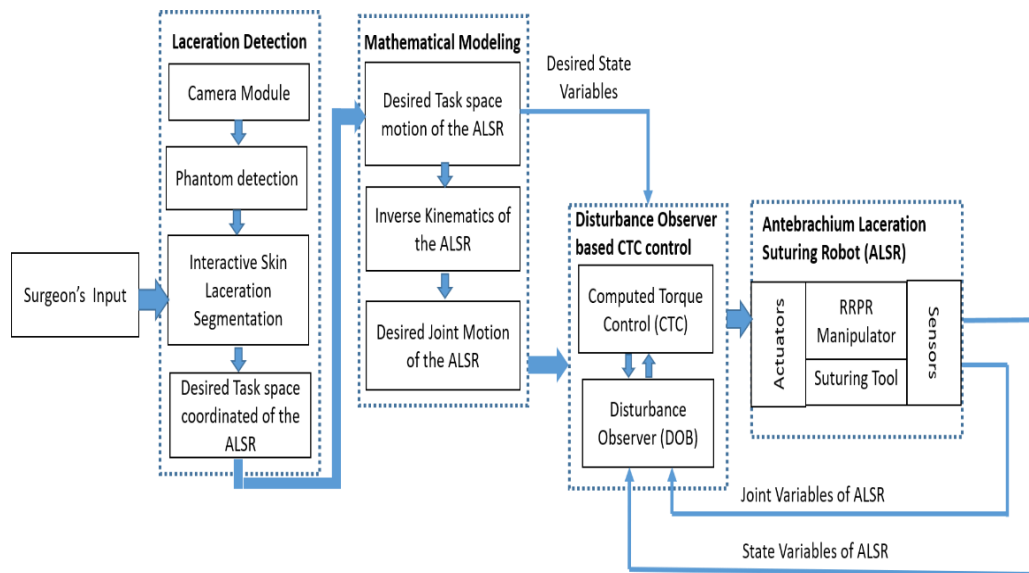 Surgeon's Input
Laceration Detection
Camera Module
Phantom detection
Interactive Skin
Laceration
Segmentation
Desired Task space
coordinated of the
ALSR
Mathematical Modeling
Desired Task space
motion of the ALSR
Inverse Kinematics of
the ALSR
Desired Joint Motion
of the ALSR
Desired State
Variables
Disturbance Observer
based CTC control
Computed Torque
Control (CTC)
Disturbance
Observer (DOB)
Antebrachium Laceration
Suturing Robot (ALSR)
Actuators
RRPR
Manipulator
Suturing Tool
Sensors
Joint Variables of ALSR
State Variables of ALSR